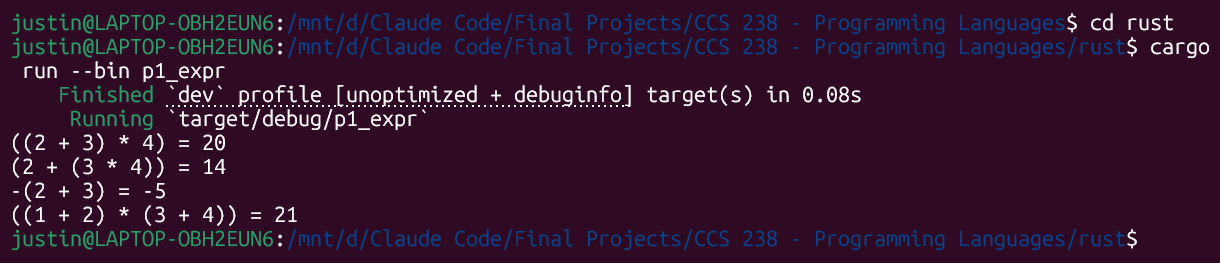 justin@LAPTOP-OBH2EUN6:/mnt/d/Claude Code/Final Projects/CCS 238 - Programming Languages$ cd rust
justin@LAPTOP-OBH2EUN6:/mnt/d/Claude Code/Final Projects/CCS 238 - Programming Languages/rust$ cargo
 run --bin p1_expr
    Finished `dev` profile [unoptimized + debuginfo] target(s) in 0.08s
     Running `target/debug/p1_expr`
((2 + 3) * 4) = 20
(2 + (3 * 4)) = 14
-(2 + 3) = -5
((1 + 2) * (3 + 4)) = 21
justin@LAPTOP-OBH2EUN6:/mnt/d/Claude Code/Final Projects/CCS 238 - Programming Languages/rust$